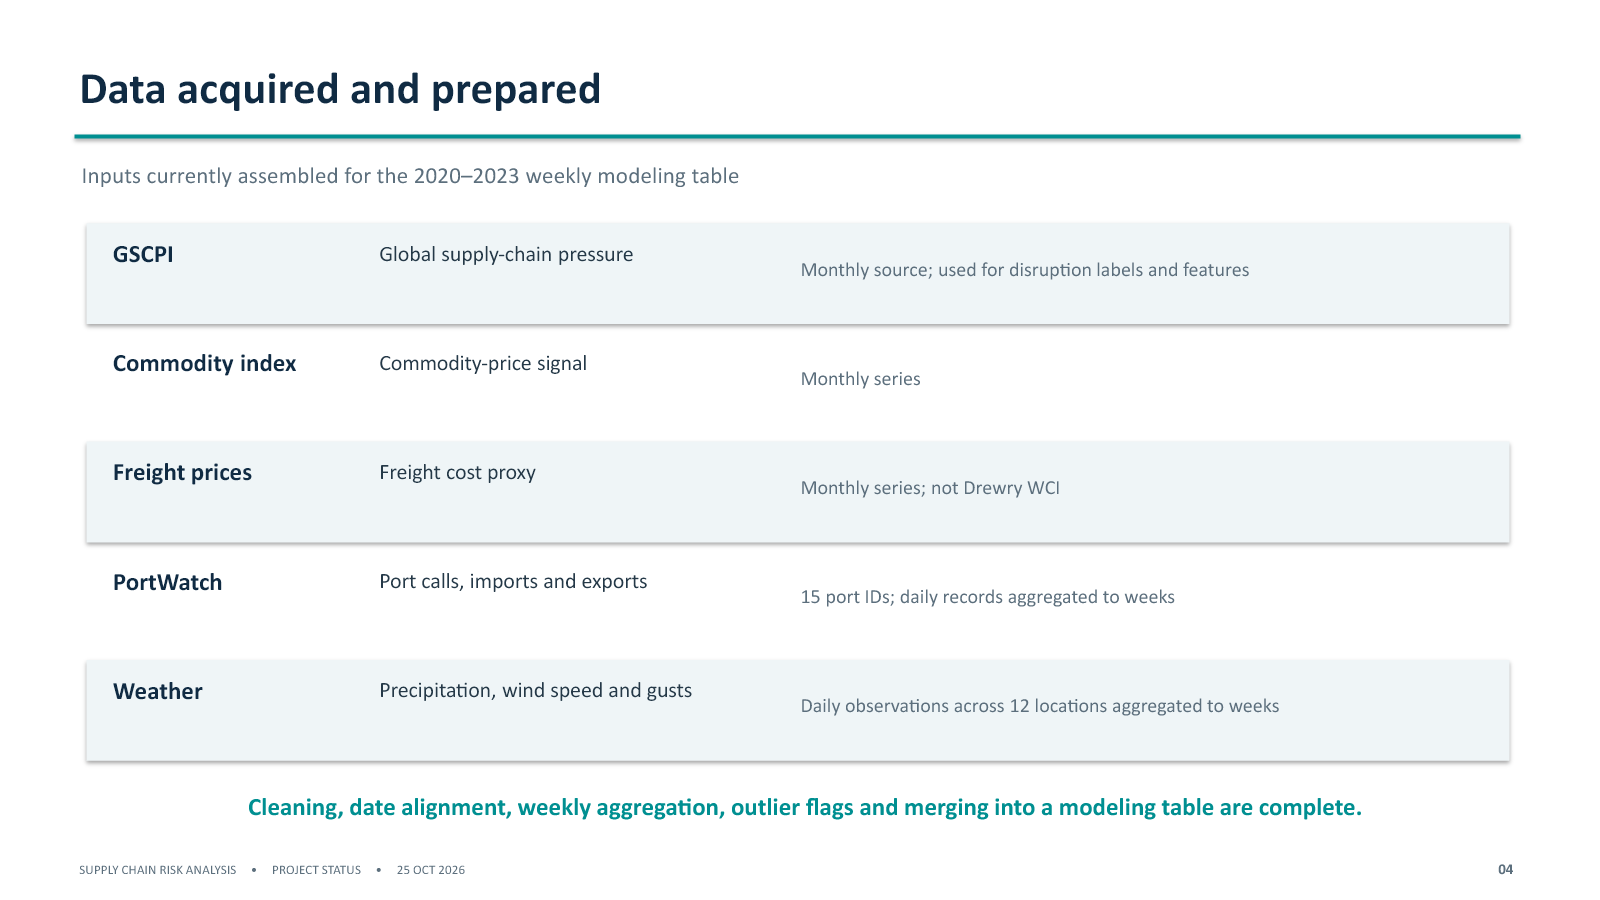 Data acquired and prepared
Inputs currently assembled for the 2020–2023 weekly modeling table
GSCPI
Global supply-chain pressure
Monthly source; used for disruption labels and features
Commodity index
Commodity-price signal
Monthly series
Freight prices
Freight cost proxy
Monthly series; not Drewry WCI
PortWatch
Port calls, imports and exports
15 port IDs; daily records aggregated to weeks
Weather
Precipitation, wind speed and gusts
Daily observations across 12 locations aggregated to weeks
Cleaning, date alignment, weekly aggregation, outlier flags and merging into a modeling table are complete.
SUPPLY CHAIN RISK ANALYSIS • PROJECT STATUS • 25 OCT 2026
04